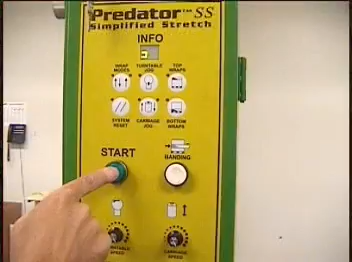 Predator™ SS
Simplified Stretch
INFO
WRAP MODES
TURNTABLE JOG
TOP WRAPS
SYSTEM RESET
CARRIAGE JOG
BOTTOM WRAPS
START
BANDING
TURNTABLE SPEED
CARRIAGE SPEED